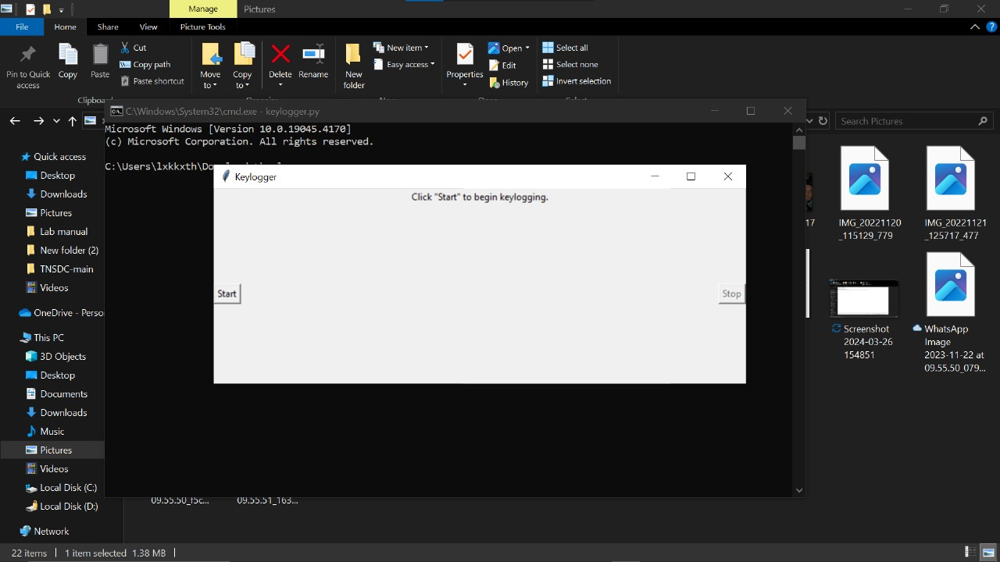 Manage
Pictures
File
Home
Share
View
Picture Tools
Pin to Quick access
Copy
Paste
Cut
Copy path
Paste shortcut
Move to
Copy to
Delete
Rename
New folder
New item
Easy access
Properties
Open
Edit
History
Select all
Select none
Invert selection
C:\Windows\System32\cmd.exe - keylogger.py
Search Pictures
Microsoft Windows [Version 10.0.19045.4170]
(c) Microsoft Corporation. All rights reserved.
C:\Users\lxkkxth\Do
Keylogger
Click "Start" to begin keylogging.
Start
Stop
Quick access
Desktop
Downloads
Pictures
Lab manual
New folder (2)
TNSDC-main
Videos
OneDrive - Perso
This PC
3D Objects
Desktop
Documents
Downloads
Music
Pictures
Videos
Local Disk (C:)
Local Disk (D:)
Network
17
IMG_20221120
_115129_779
IMG_20221121
_125717_477
Screenshot
2024-03-26
154851
WhatsApp
Image
2023-11-22 at
09.55.50_079...
09.55.50_f5c...
09.55.51_163...
22 items
1 item selected 1.38 MB